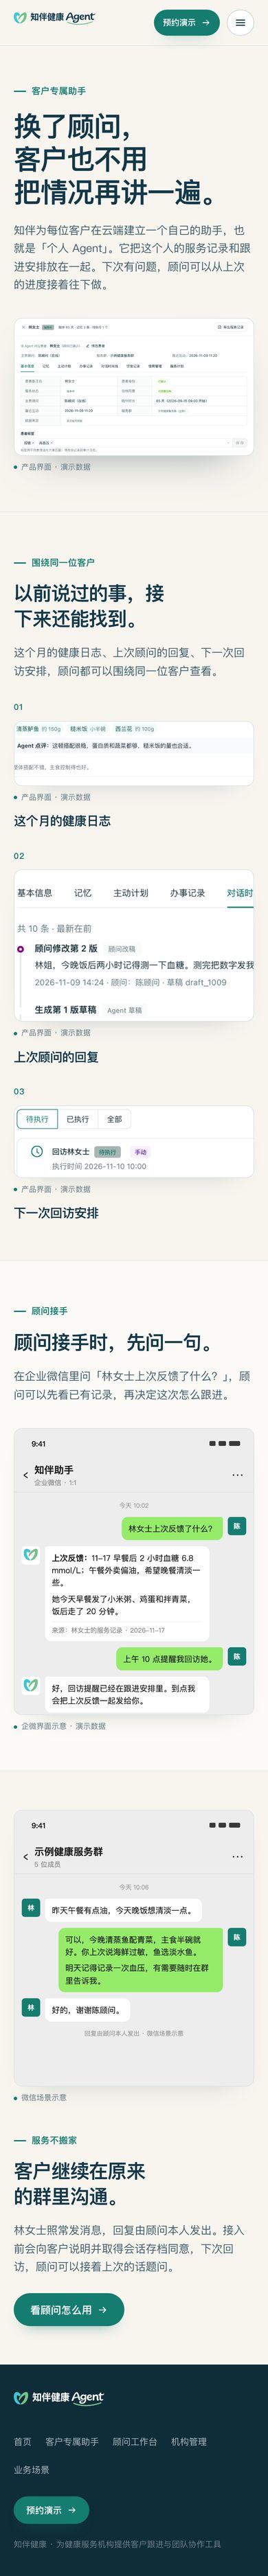 知伴健康 Agent
预约演示 →
客户专属助手
换了顾问，
客户也不用
把情况再讲一遍。
知伴为每位客户在云端建立一个自己的助手，也
就是「个人 Agent」。它把这个人的服务记录和跟
进安排放在一起。下次有问题，顾问可以从上次
的进度接着往下做。
产品界面 · 演示数据
围绕同一位客户
以前说过的事，接
下来还能找到。
这个月的健康日志、上次顾问的回复、下一次回
访安排，顾问都可以围绕同一位客户查看。
01
清蒸鲈鱼 约 150g 糙米饭 小半碗 西兰花 约 100g
Agent 点评：这顿搭配很稳，蛋白质和蔬菜都够，糙米饭的量也合适。
整体搭配不错，主食控制得也好。
产品界面 · 演示数据
这个月的健康日志
02
基本信息 记忆 主动计划 办事记录 对话时
共 10 条 · 最新在前
顾问修改第 2 版 顾问改稿
林姐，今晚饭后两小时记得测一下血糖。测完把数字发我
2026-11-09 14:24 · 顾问：陈顾问 · 草稿 draft_1009
生成第 1 版草稿 Agent 草稿
产品界面 · 演示数据
上次顾问的回复
03
待执行 已执行 全部
回访林女士 待执行 手动
执行时间 2026-11-10 10:00
产品界面 · 演示数据
下一次回访安排
顾问接手
顾问接手时，先问一句。
在企业微信里问「林女士上次反馈了什么？」，顾
问可以先看已有记录，再决定这次怎么跟进。
9:41
知伴助手
企业微信 · 1:1
今天 10:02
林女士上次反馈了什么？
陈
上次反馈：11-17 早餐后 2 小时血糖 6.8
mmol/L；午餐外卖偏油，希望晚餐清淡一
些。
她今天早餐发了小米粥、鸡蛋和拌青菜，
饭后走了 20 分钟。
来源：林女士的服务记录 · 2026-11-17
上午 10 点提醒我回访她。
陈
好，回访提醒已经在跟进安排里。到点我
会把上次反馈一起发给你。
企微界面示意 · 演示数据
9:41
示例健康服务群
5 位成员
今天 10:06
林
昨天午餐有点油，今天晚饭想清淡一点。
可以，今晚清蒸鱼配青菜，主食半碗就
好。你上次说海鲜过敏，鱼选淡水鱼。
明天记得记录一次血压，有需要随时在群
里告诉我。
陈
林
好的，谢谢陈顾问。
回复由顾问本人发出 · 微信场景示意
微信场景示意
服务不搬家
客户继续在原来
的群里沟通。
林女士照常发消息，回复由顾问本人发出。接入
前会向客户说明并取得会话存档同意，下次回
访，顾问可以接着上次的话题问。
看顾问怎么用 →
知伴健康 Agent
首页 客户专属助手 顾问工作台 机构管理
业务场景
预约演示 →
知伴健康 · 为健康服务机构提供客户跟进与团队协作工具